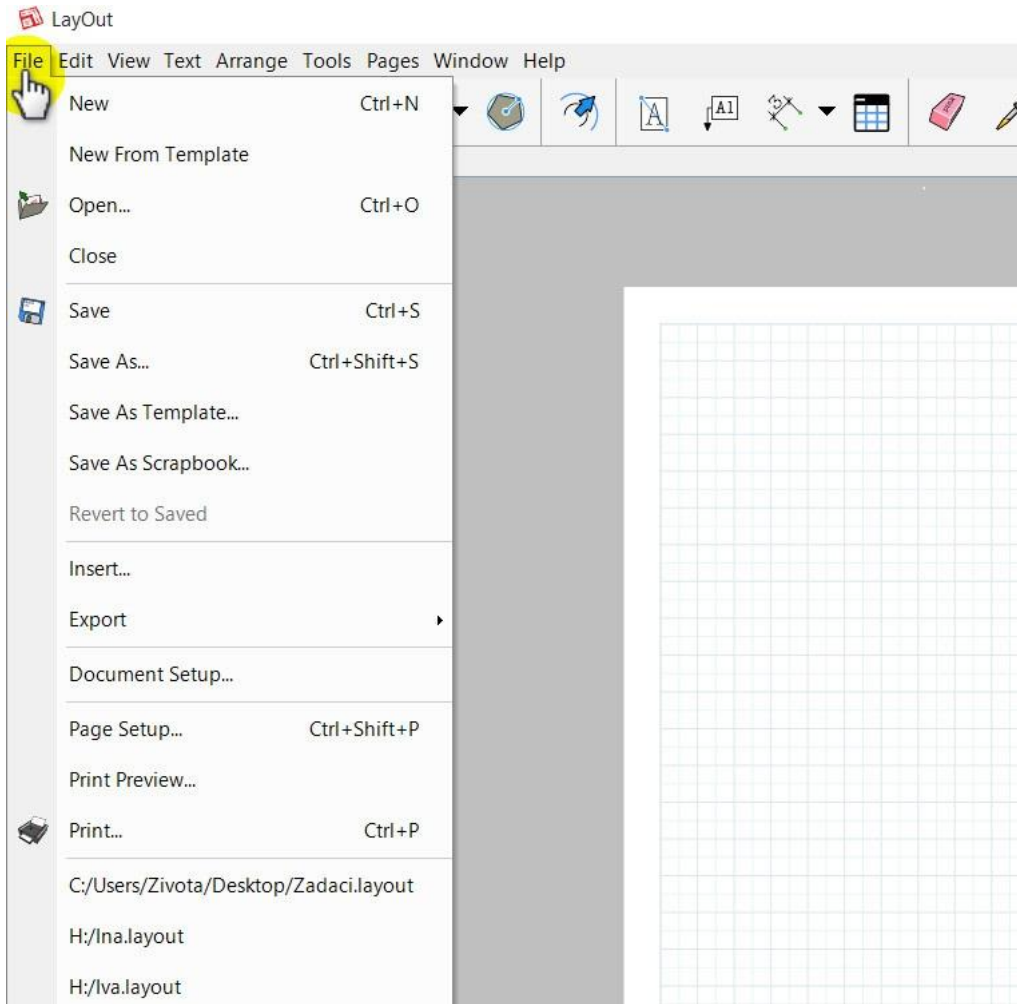 LayOut
File Edit View Text Arrange Tools Pages Window Help
New Ctrl+N
New From Template
Open... Ctrl+O
Close
Save Ctrl+S
Save As... Ctrl+Shift+S
Save As Template...
Save As Scrapbook...
Revert to Saved
Insert...
Export
Document Setup...
Page Setup... Ctrl+Shift+P
Print Preview...
Print... Ctrl+P
C:/Users/Zivota/Desktop/Zadaci.layout
H:/Ina.layout
H:/Iva.layout
A
A1